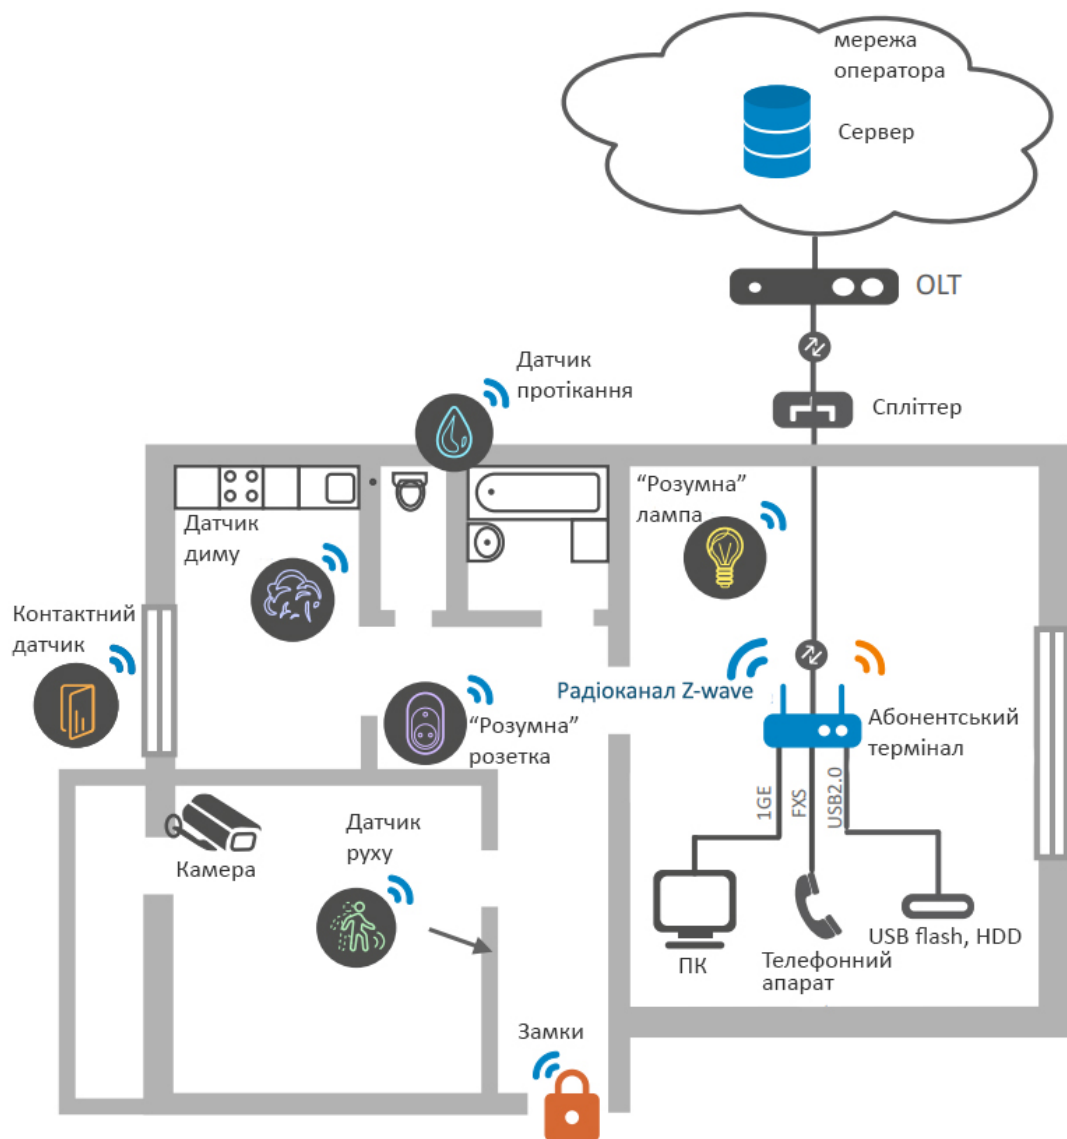 мережа
оператора
Сервер
OLT
Спліттер
Датчик
протікання
“Розумна”
лампа
Датчик
диму
Контактний
датчик
Радіоканал Z-wave
“Розумна”
розетка
Абонентський
термінал
1GE
FXS
USB2.0
Камера
Датчик
руху
ПК
Телефонний
апарат
USB flash, HDD
Замки